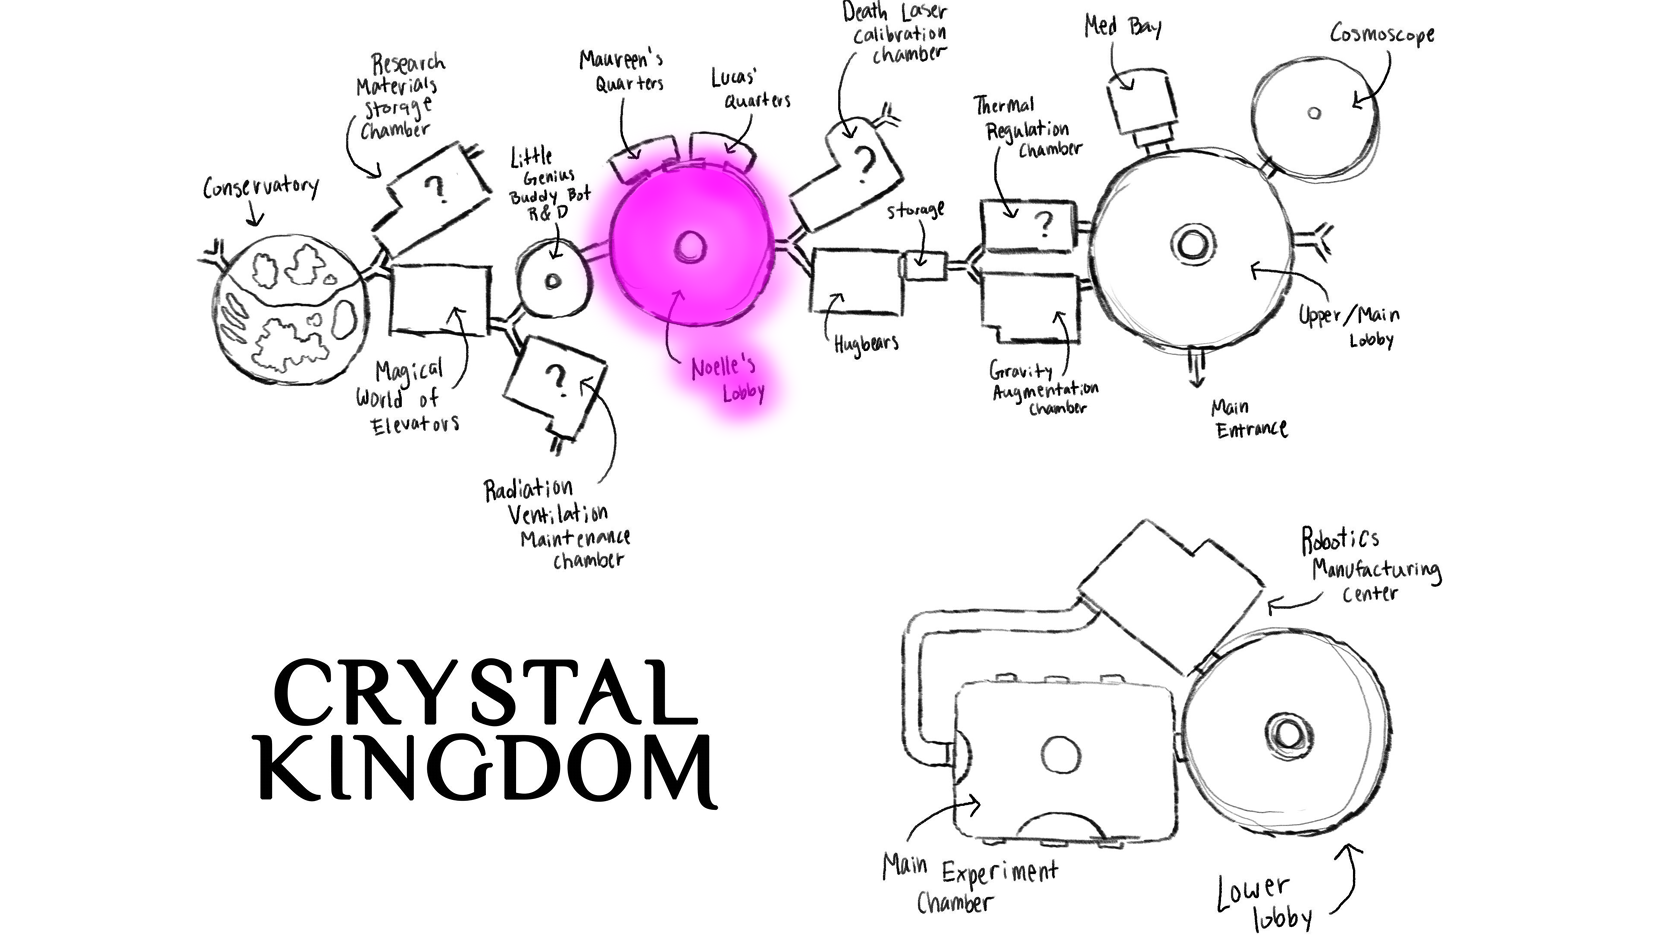 Death Laser
Calibration
chamber
Med Bay
Cosmoscope
Research
Materials
Storage
Chamber
Maureen's
Quarters
Lucas'
Quarters
Thermal
Regulation
Chamber
Little
Genius
Buddy Bot
R&D
Conservatory
?
?
storage
?
Upper/Main
Lobby
Hugbears
Noelle's
Lobby
Gravity
Augmentation
Chamber
Magical
World of
Elevators
?
Main
Entrance
Radiation
Ventilation
Maintenance
chamber
Robotics
Manufacturing
Center
CRYSTAL
KINGDOM
Main Experiment
Chamber
Lower
lobby